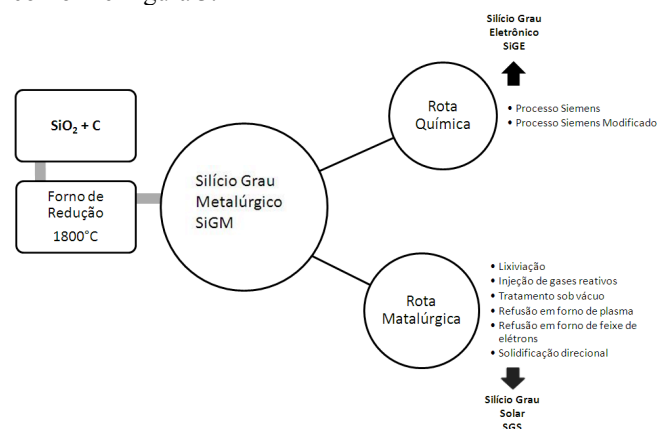 Silício Grau
Eletrônico
SiGE
SiO₂ + C
Forno de
Redução
1800°C
Silício Grau
Metalúrgico
SiGM
Rota
Química
• Processo Siemens
• Processo Siemens Modificado
Rota
Matalúrgica
• Lixiviação
• Injeção de gases reativos
• Tratamento sob vácuo
• Refusão em forno de plasma
• Refusão em forno de feixe de
elétrons
• Solidificação direcional
Silício Grau
Solar
SGS